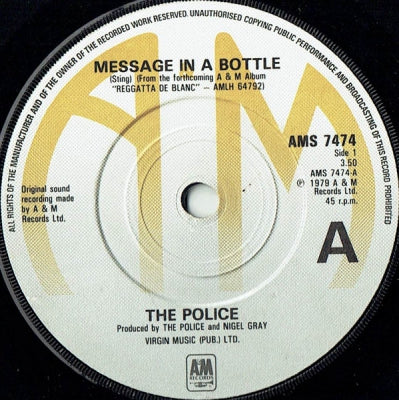 ALL RIGHTS OF THE MANUFACTURER AND OF THE OWNER OF THE RECORDED WORK RESERVED. UNAUTHORISED COPYING PUBLIC PERFORMANCE AND BROADCASTING OF THIS RECORD PROHIBITED
MESSAGE IN A BOTTLE
(Sting) (From the forthcoming A & M Album
"REGGATTA DE BLANC" – AMLH 64792)
AMS 7474
Side 1
3.50
AMS 7474-A
Ⓟ 1979 A & M
Records Ltd.
45 r.p.m.
Original sound
recording made
by A & M
Records Ltd.
A
THE POLICE
Produced by THE POLICE and NIGEL GRAY
VIRGIN MUSIC (PUB.) LTD.
AM
RECORDS